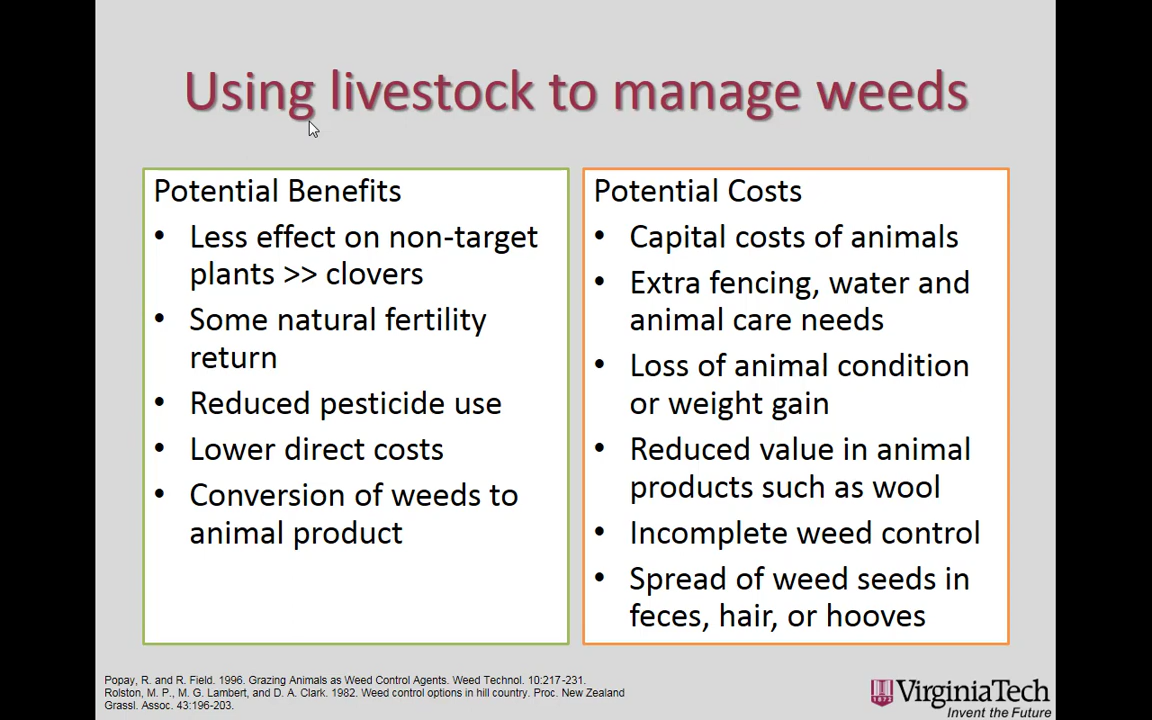 Using livestock to manage weeds
Potential Benefits
• Less effect on non-target
plants >> clovers
• Some natural fertility
return
• Reduced pesticide use
• Lower direct costs
• Conversion of weeds to
animal product
Potential Costs
• Capital costs of animals
• Extra fencing, water and
animal care needs
• Loss of animal condition
or weight gain
• Reduced value in animal
products such as wool
• Incomplete weed control
• Spread of weed seeds in
feces, hair, or hooves
Popay, R. and R. Field. 1996. Grazing Animals as Weed Control Agents. Weed Technol. 10:217-231.
Rolston, M. P., M. G. Lambert, and D. A. Clark. 1982. Weed control options in hill country. Proc. New Zealand
Grassl. Assoc. 43:196-203.
1872
VirginiaTech
Invent the Future